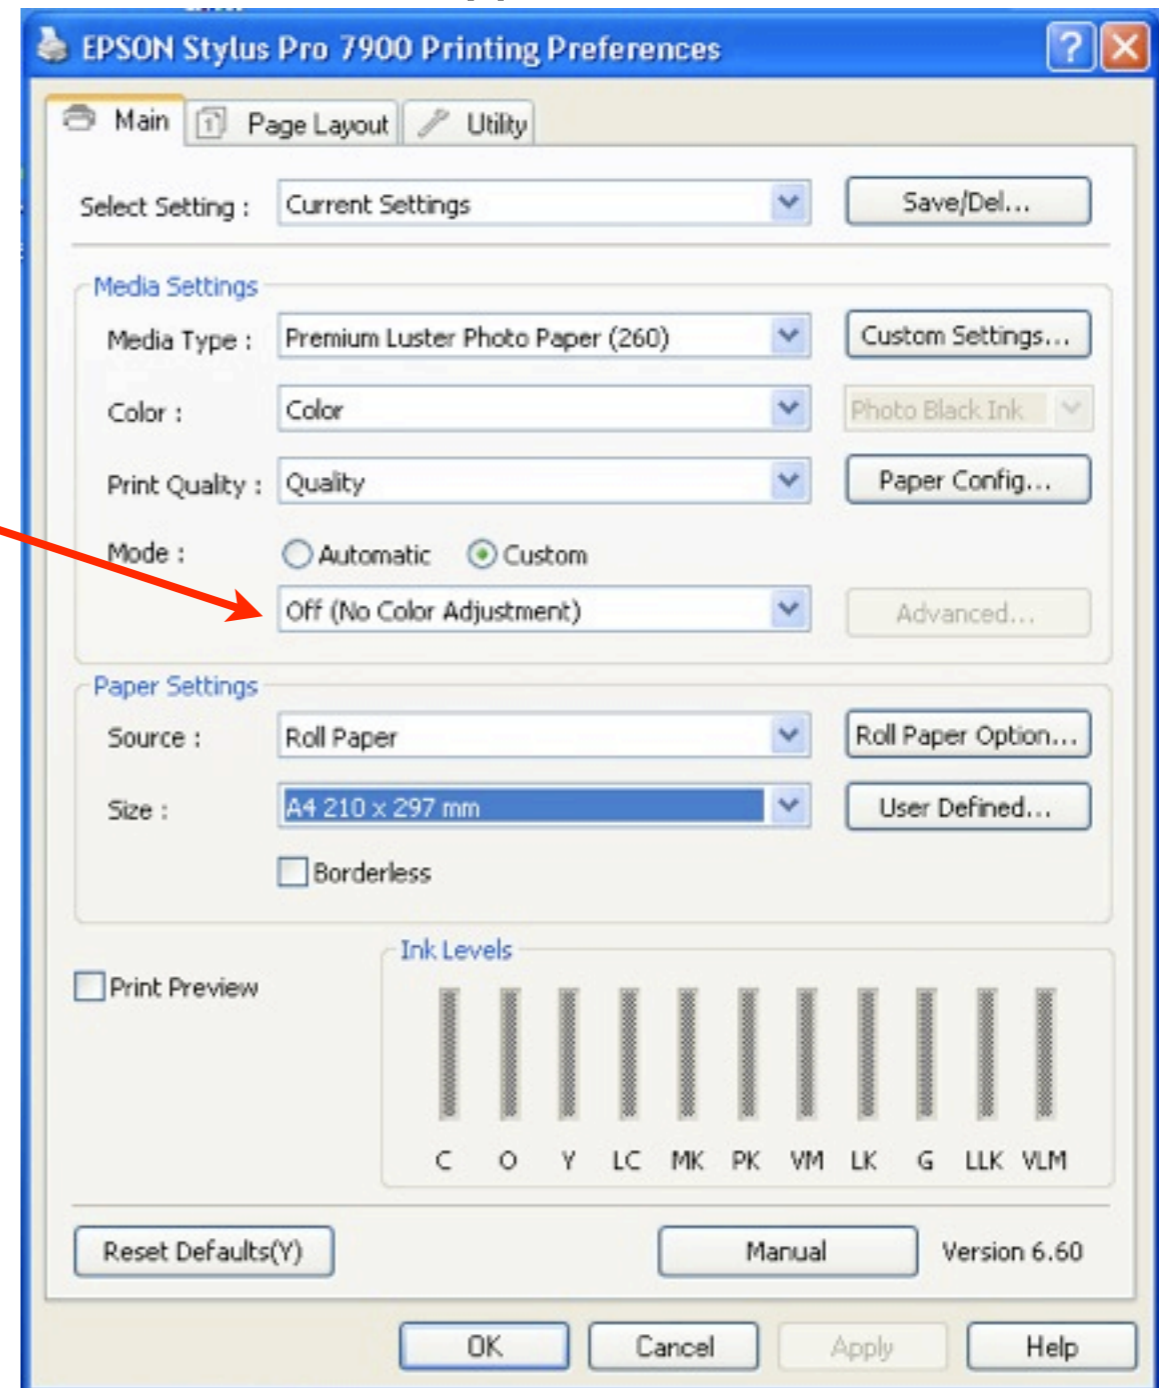 EPSON Stylus Pro 7900 Printing Preferences
Main Page Layout Utility
Select Setting : Current Settings Save/Del...
Media Settings
Media Type : Premium Luster Photo Paper (260) Custom Settings...
Color : Color Photo Black Ink
Print Quality : Quality Paper Config...
Mode : Automatic Custom
Off (No Color Adjustment) Advanced...
Paper Settings
Source : Roll Paper Roll Paper Option...
Size : A4 210 x 297 mm User Defined...
Borderless
Ink Levels
Print Preview
C O Y LC MK PK VM LK G LLK VLM
Reset Defaults(Y) Manual Version 6.60
OK Cancel Apply Help